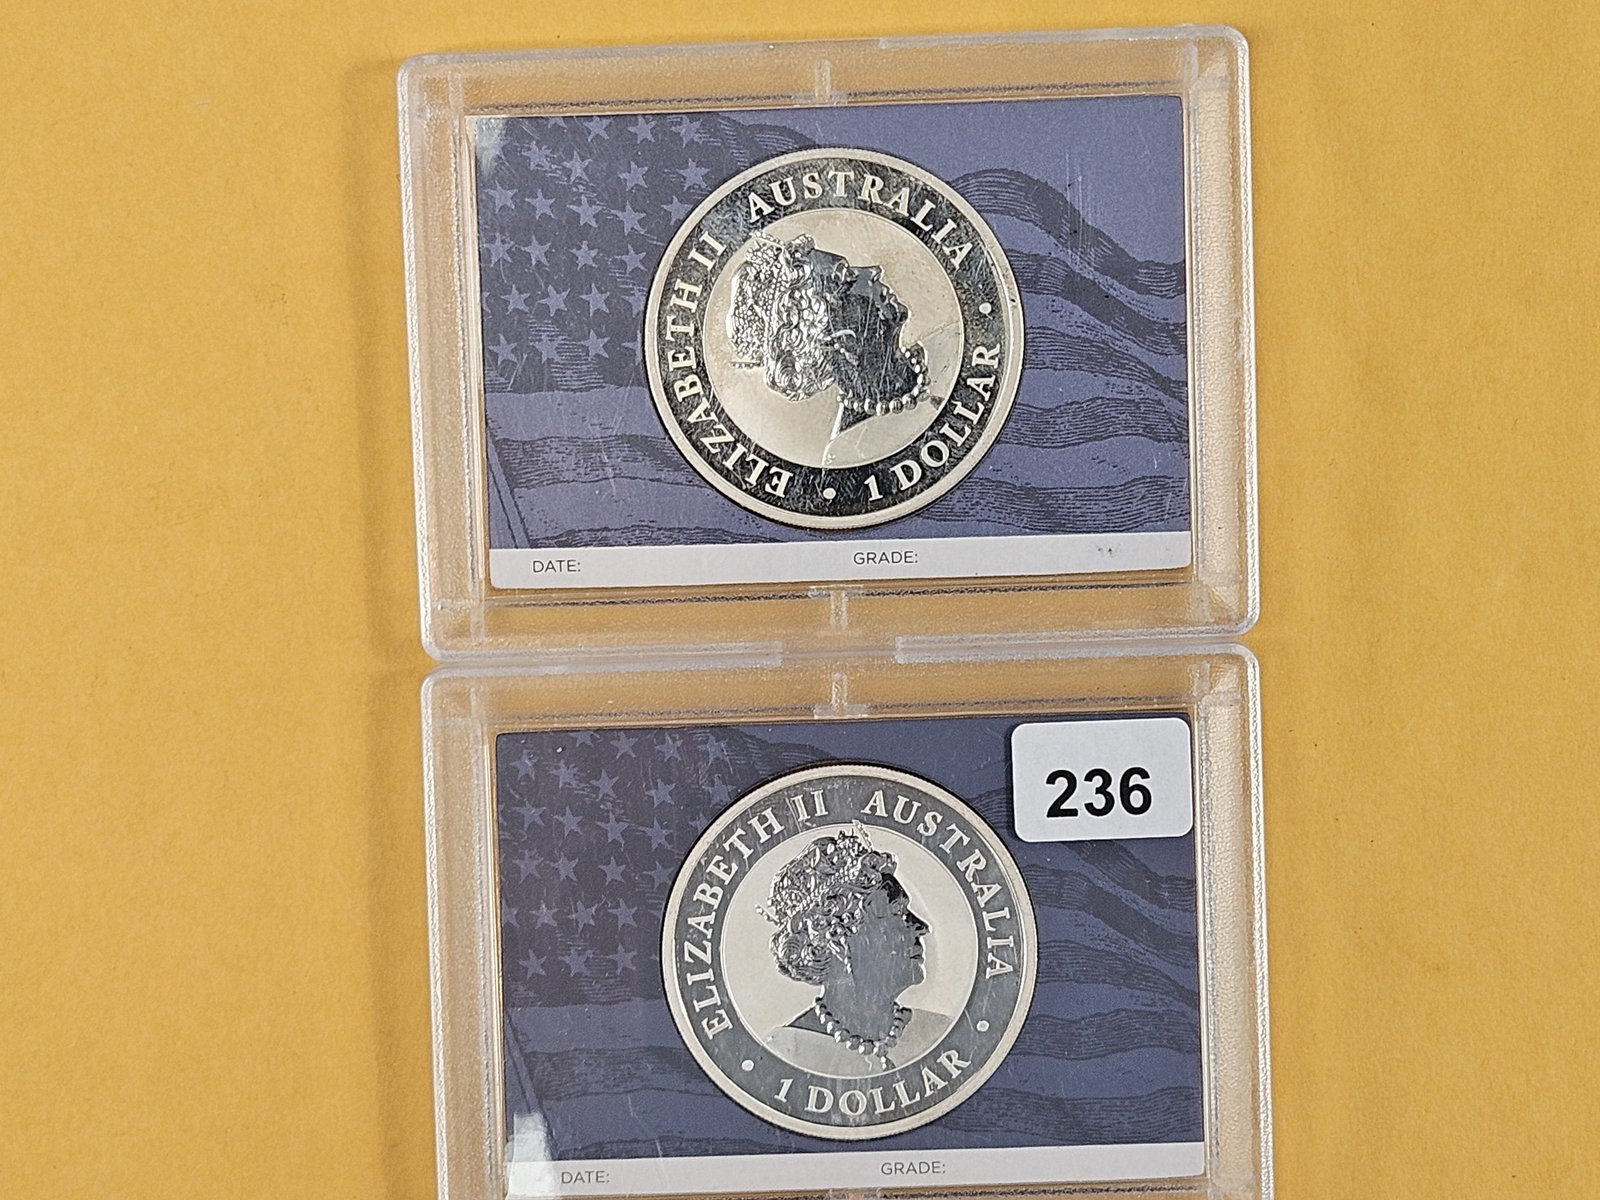 ELIZABETH II AUSTRALIA • 1 DOLLAR •
DATE: GRADE:
236
ELIZABETH II AUSTRALIA • 1 DOLLAR •
DATE: GRADE: